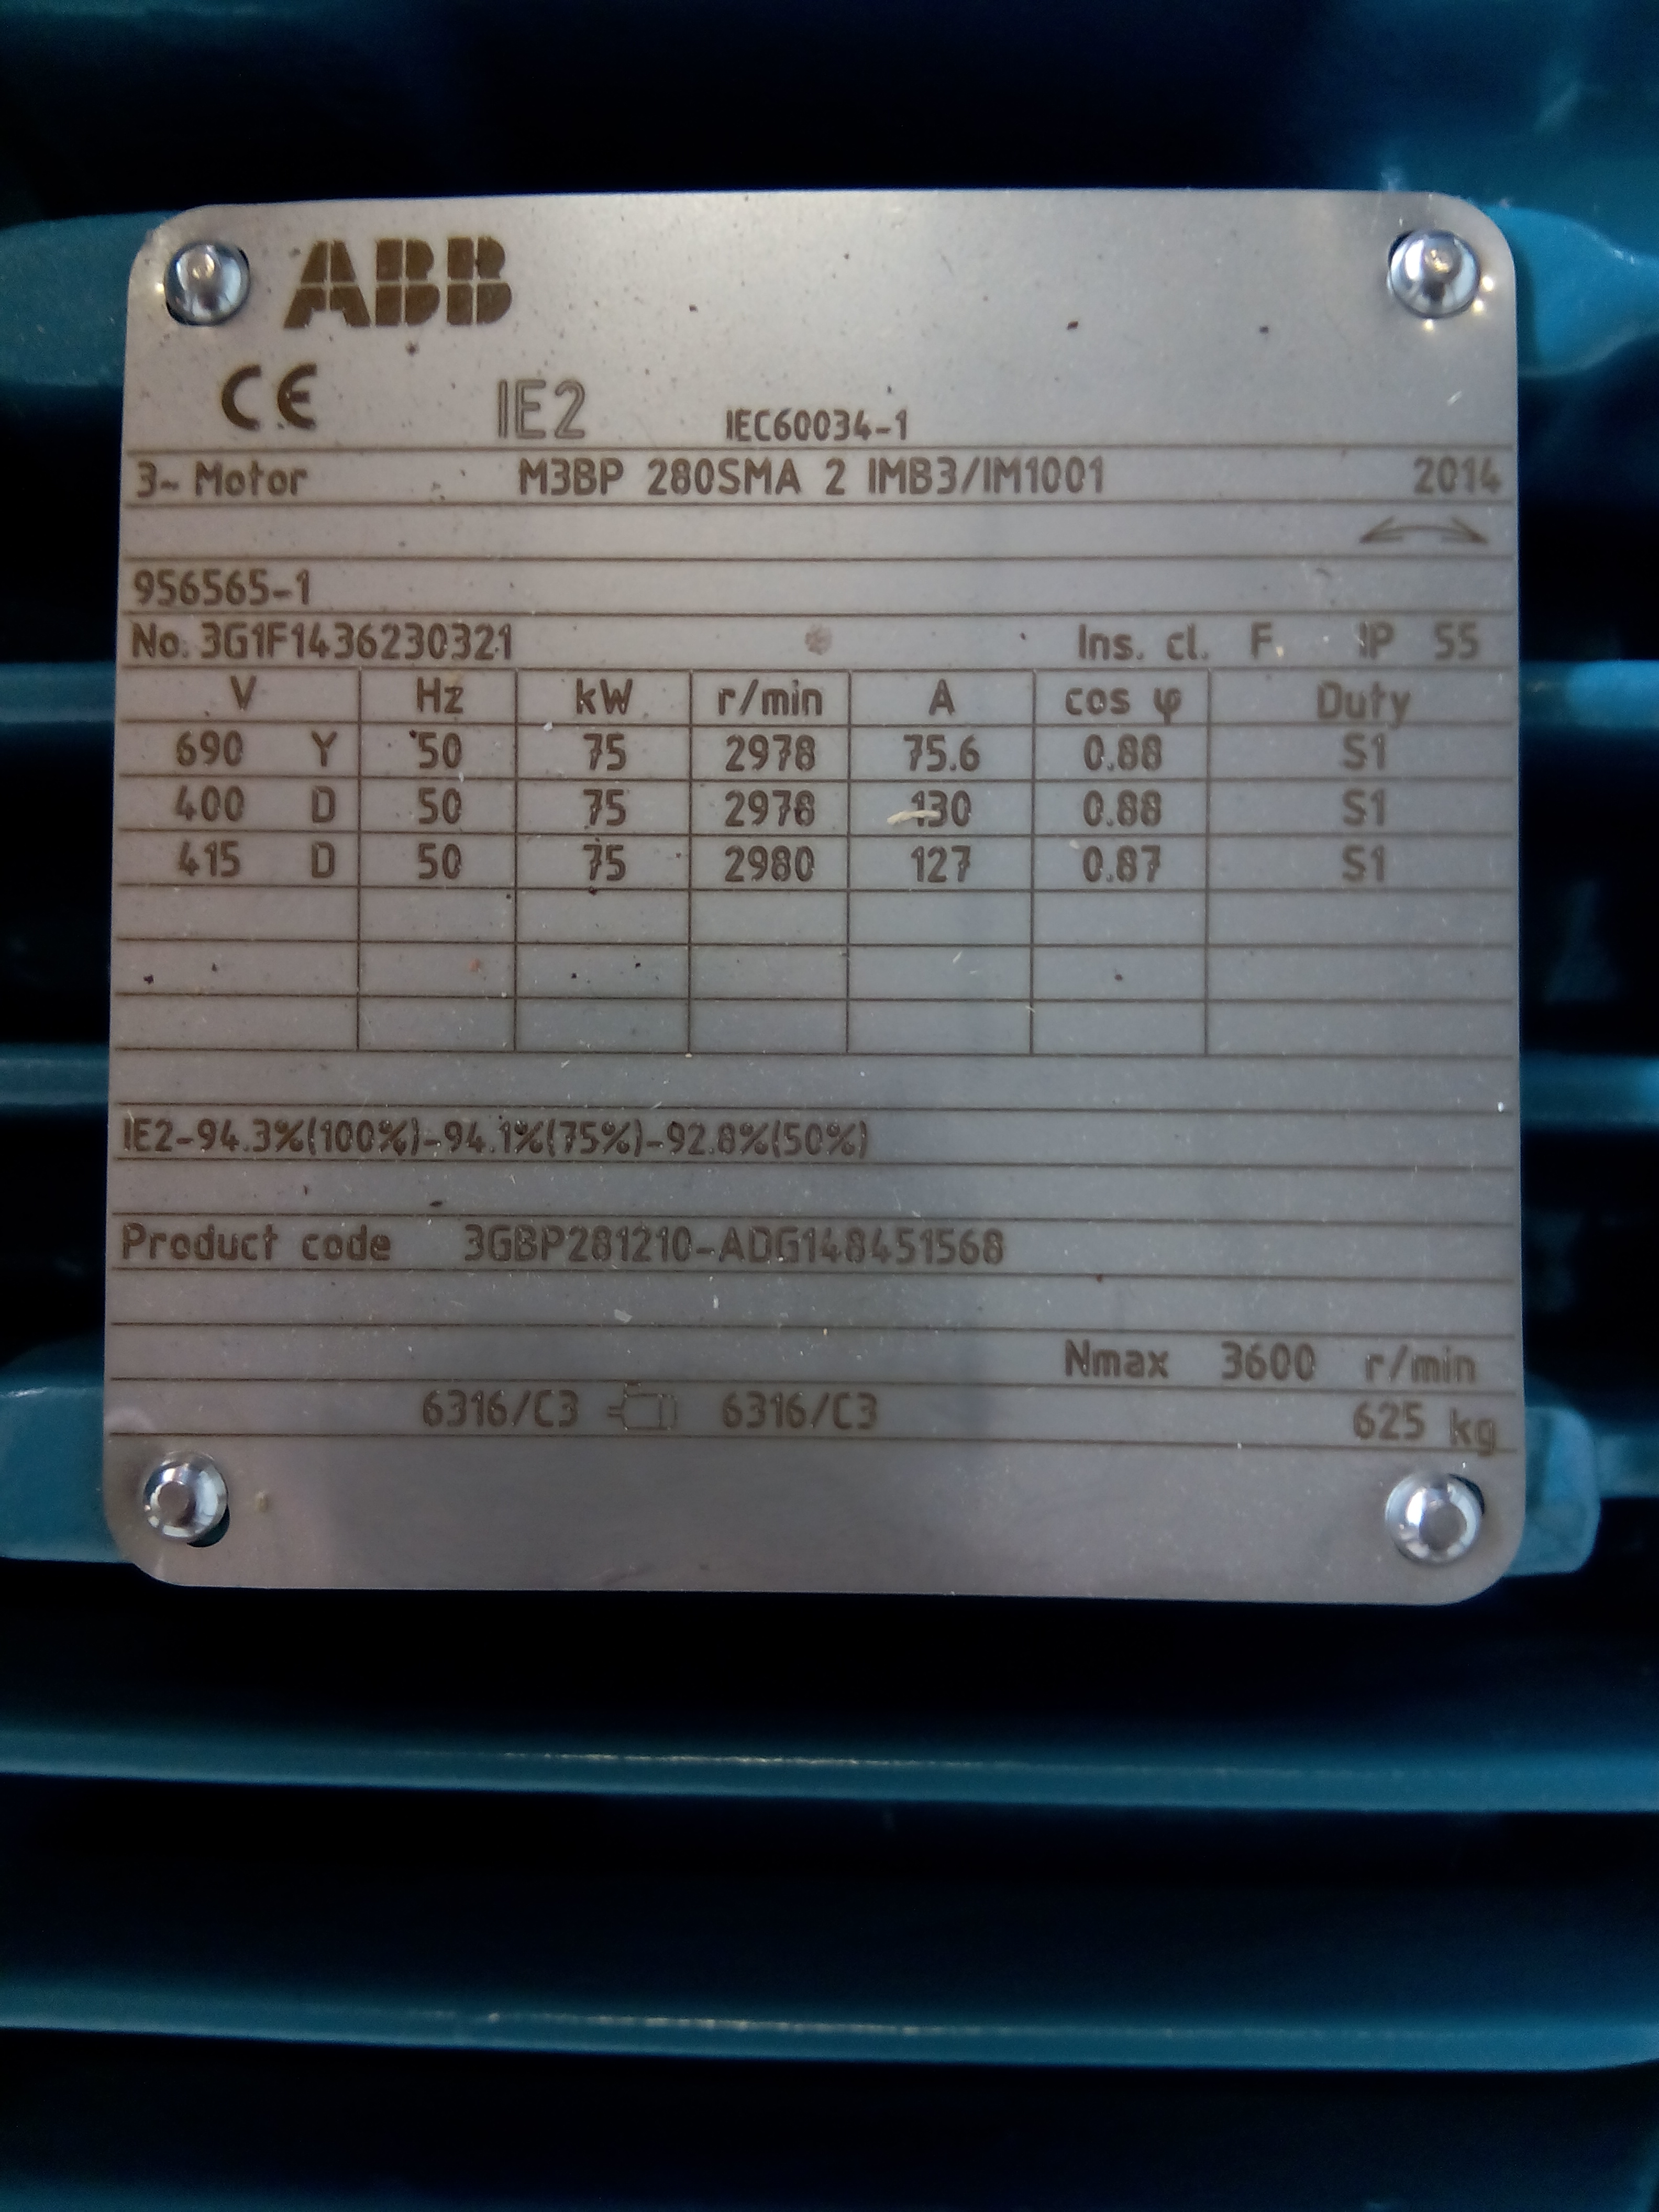 ABB
CE IE2 IEC60034-1
3~ Motor M3BP 280SMA 2 IMB3/IM1001 2014
956565-1
No. 3G1F1436230321 Ins. cl. F IP 55
V Hz kW r/min A cos φ Duty
690 Y 50 75 2978 75.6 0.88 S1
400 D 50 75 2978 130 0.88 S1
415 D 50 75 2980 127 0.87 S1
IE2-94.3%(100%)-94.1%(75%)-92.8%(50%)
Product code 3GBP281210-ADG148451568
Nmax 3600 r/min
6316/C3 6316/C3 625 kg